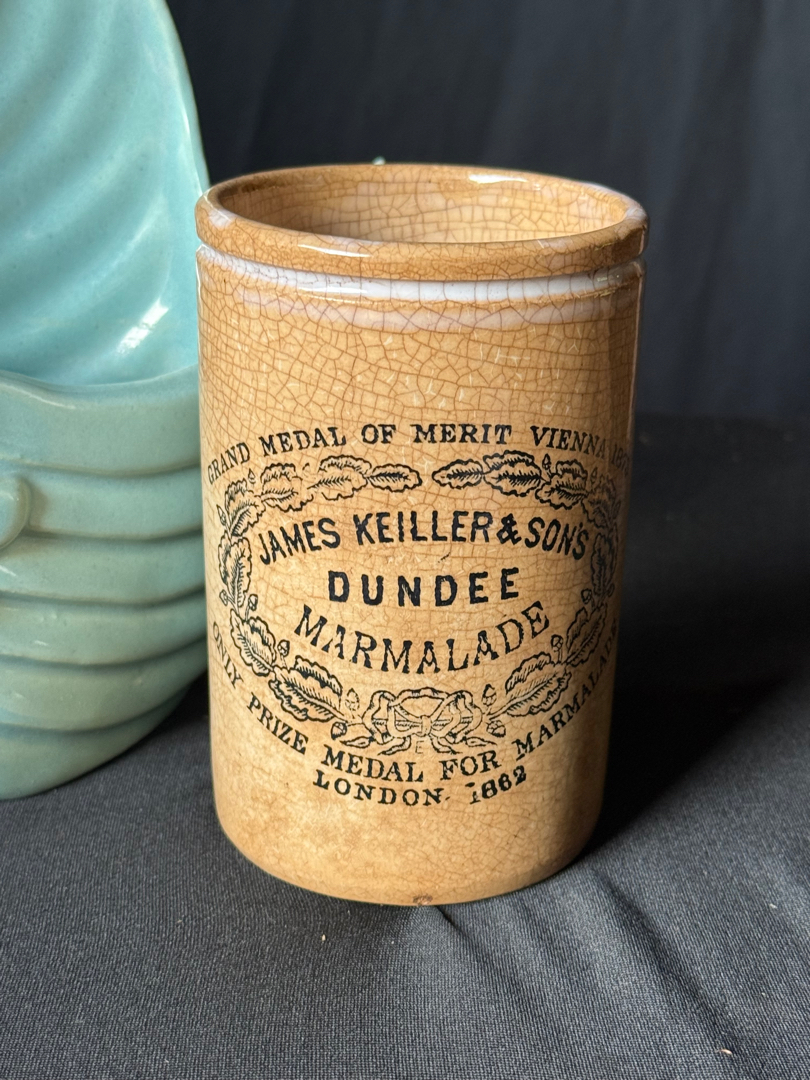 GRAND MEDAL OF MERIT VIENNA
JAMES KEILLER & SON'S
DUNDEE
MARMALADE
ONLY PRIZE MEDAL FOR MARMALADE
LONDON. 1862